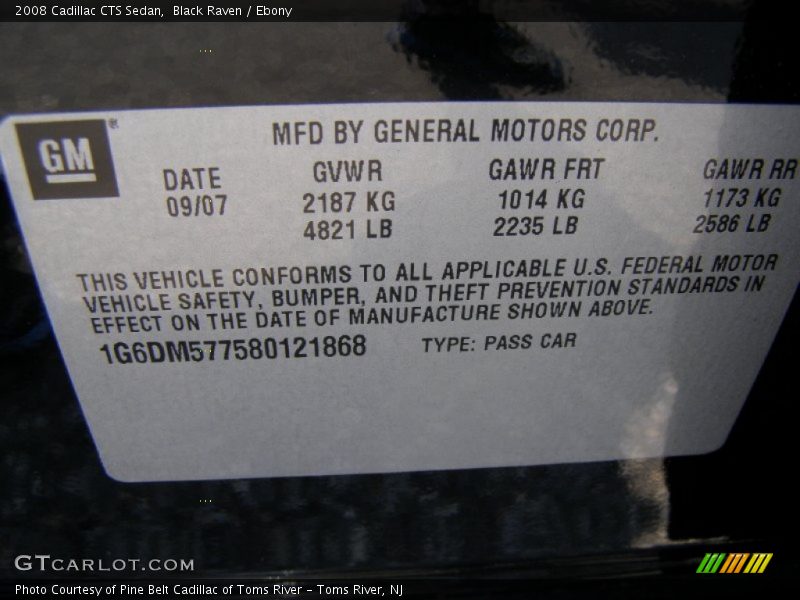 2008 Cadillac CTS Sedan,  Black Raven / Ebony
GM®
MFD BY GENERAL MOTORS CORP.
DATE GVWR GAWR FRT GAWR RR
09/07 2187 KG 1014 KG 1173 KG
4821 LB 2235 LB 2586 LB
THIS VEHICLE CONFORMS TO ALL APPLICABLE U.S. FEDERAL MOTOR
VEHICLE SAFETY, BUMPER, AND THEFT PREVENTION STANDARDS IN
EFFECT ON THE DATE OF MANUFACTURE SHOWN ABOVE.
1G6DM577580121868 TYPE: PASS CAR
GTCARLOT.COM
Photo Courtesy of Pine Belt Cadillac of Toms River – Toms River, NJ